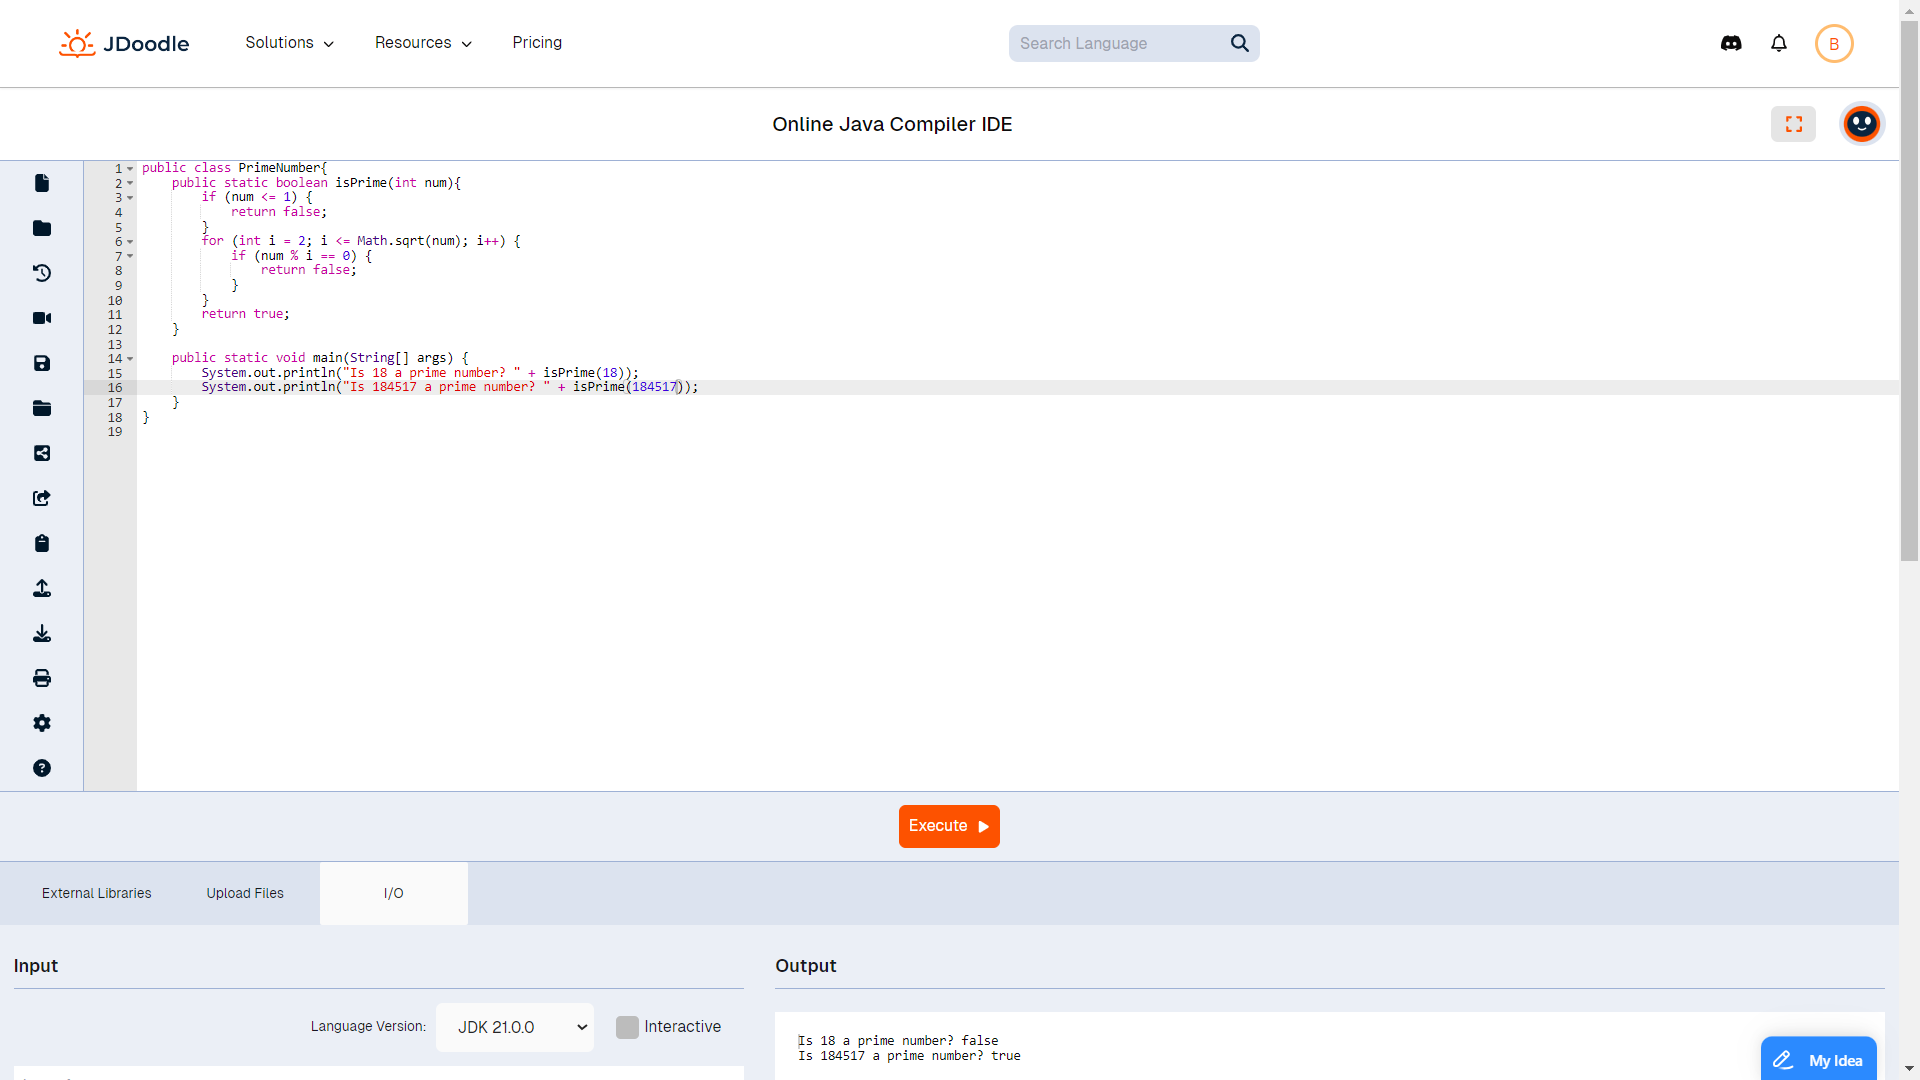 JDoodle
Solutions
Resources
Pricing
Search Language
B
Online Java Compiler IDE
1 public class PrimeNumber{
2     public static boolean isPrime(int num){
3         if (num <= 1) {
4             return false;
5         }
6         for (int i = 2; i <= Math.sqrt(num); i++) {
7             if (num % i == 0) {
8                 return false;
9             }
10         }
11         return true;
12     }
13
14     public static void main(String[] args) {
15         System.out.println("Is 18 a prime number? " + isPrime(18));
16         System.out.println("Is 184517 a prime number? " + isPrime(184517));
17     }
18 }
19
Execute
External Libraries
Upload Files
I/O
Input
Output
Language Version:
JDK 21.0.0
Interactive
Is 18 a prime number? false
Is 184517 a prime number? true
My Idea